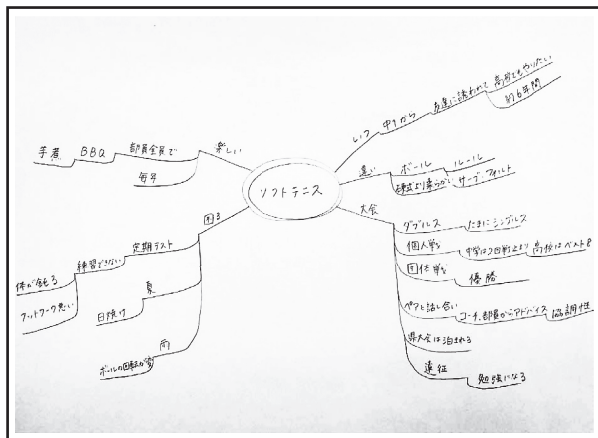 ソフトテニス
いつ
中1から
友達に誘われて
高校でもやりたい
約6年間
違い
ボール
ルール
硬式より柔らかい
サーブ・フォルト
大会
ダブルス
たまにシングルス
個人戦
中学は2回戦止まり
高校はベスト8
団体戦
優勝
ペアと話し合い
コーチ、部員からアドバイス
協調性
県大会は泊まれる
遠征
勉強になる
楽しい
部員全員で
BBQ
芋煮
毎年
困る
定期テスト
練習できない
体が鈍る
フットワーク悪い
夏
日焼け
雨
ボールの回転が変